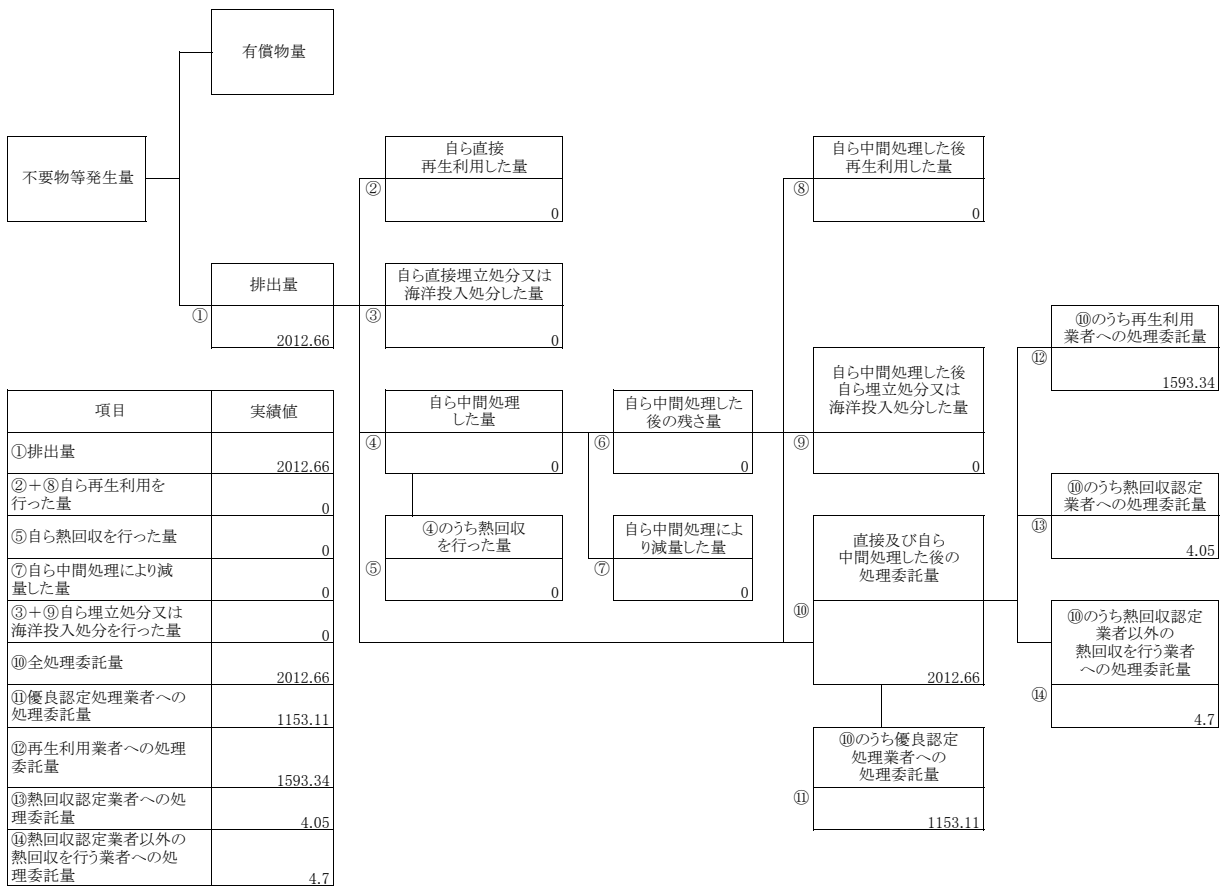 有償物量
不要物等発生量
排出量
①
2012.66
自ら直接
再生利用した量
②
0
自ら直接埋立処分又は
海洋投入処分した量
③
0
自ら中間処理
した量
④
0
④のうち熱回収
を行った量
⑤
0
自ら中間処理した
後の残さ量
⑥
0
自ら中間処理によ
り減量した量
⑦
0
自ら中間処理した後
再生利用した量
⑧
0
自ら中間処理した後
自ら埋立処分又は
海洋投入処分した量
⑨
0
直接及び自ら
中間処理した後の
処理委託量
⑩
2012.66
⑩のうち優良認定
処理業者への
処理委託量
⑪
1153.11
⑩のうち再生利用
業者への処理委託量
⑫
1593.34
⑩のうち熱回収認定
業者への処理委託量
⑬
4.05
⑩のうち熱回収認定
業者以外の
熱回収を行う業者
への処理委託量
⑭
4.7
項目 実績値
①排出量
2012.66
②＋⑧自ら再生利用を
行った量
0
⑤自ら熱回収を行った量
0
⑦自ら中間処理により減
量した量
0
③＋⑨自ら埋立処分又は
海洋投入処分を行った量
0
⑩全処理委託量
2012.66
⑪優良認定処理業者への
処理委託量
1153.11
⑫再生利用業者への処理
委託量
1593.34
⑬熱回収認定業者への処
理委託量
4.05
⑭熱回収認定業者以外の
熱回収を行う業者への処
理委託量
4.7